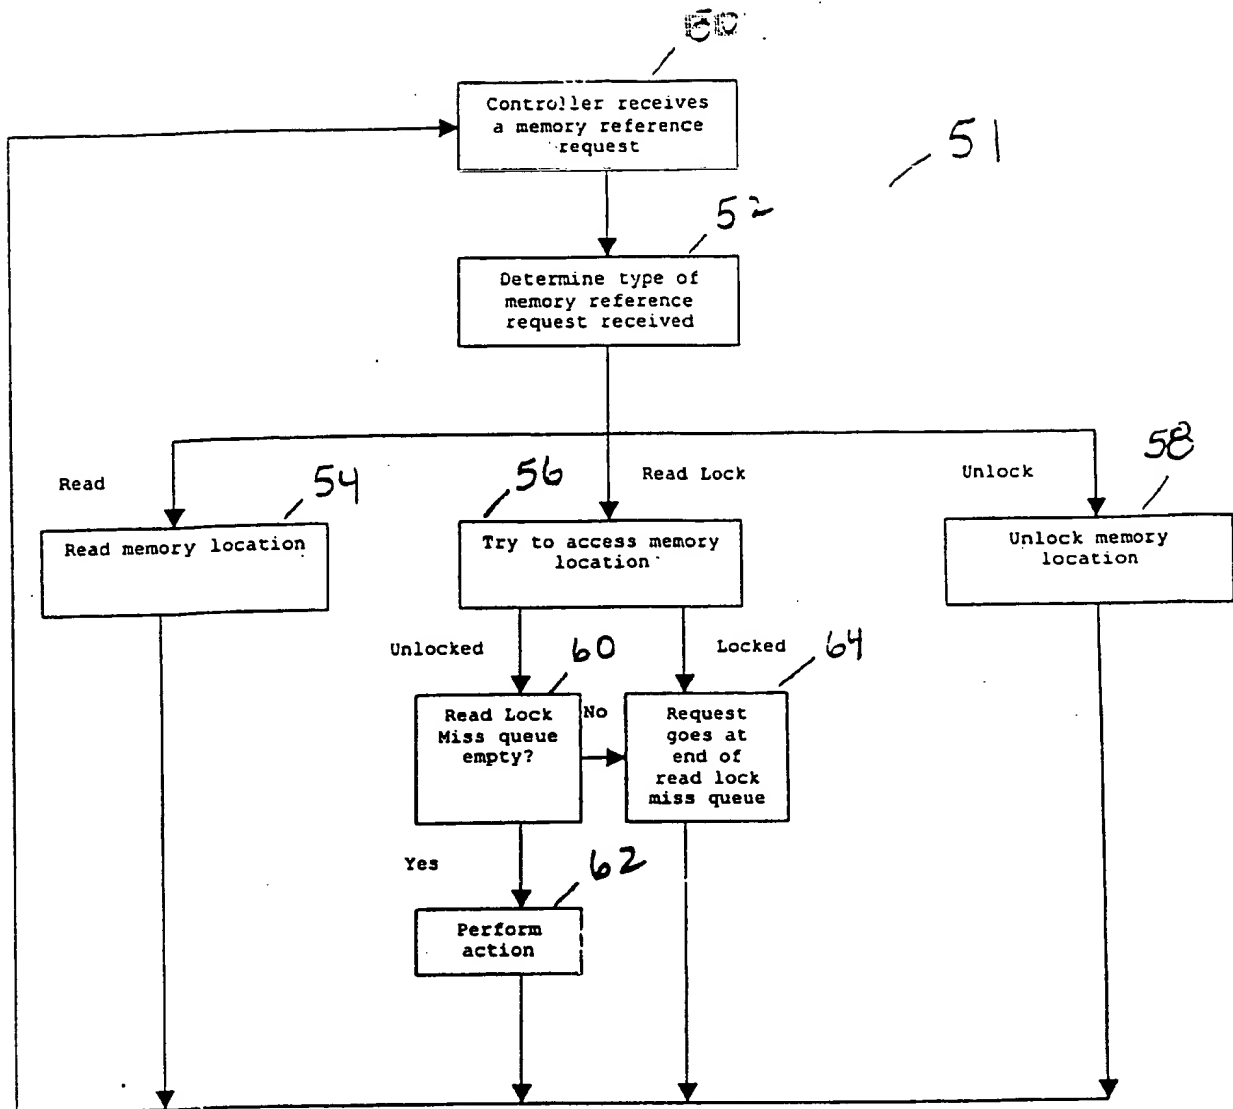 Controller receives
a memory reference
request
51
52
Determine type of
memory reference
request received
Read
54
56
Read Lock
Unlock
58
Read memory location
Try to access memory
location
Unlock memory
location
Unlocked
60
Locked
64
Read Lock
Miss queue
empty?
No
Request
goes at
end of
read lock
miss queue
Yes
62
Perform
action